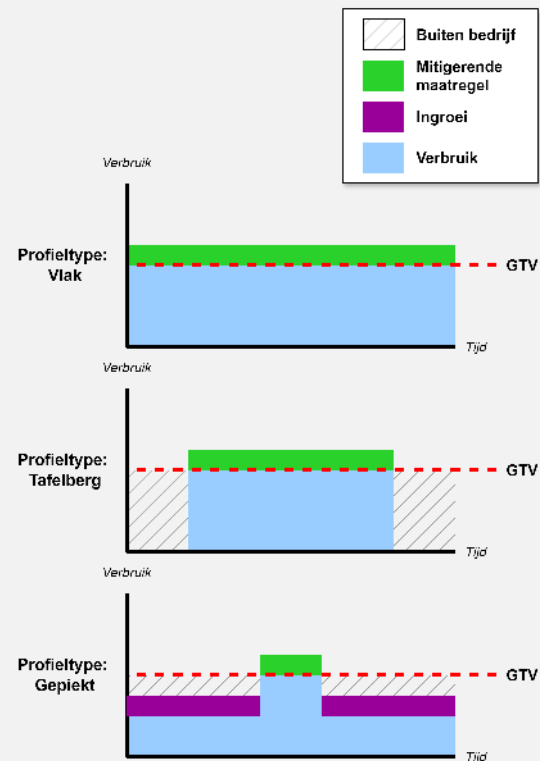 Buiten bedrijf
Mitigerende
maatregel
Ingroei
Verbruik
Verbruik
Profieltype:
Vlak
GTV
Tijd
Verbruik
Profieltype:
Tafelberg
GTV
Tijd
Verbruik
Profieltype:
Gepiekt
GTV
Tijd